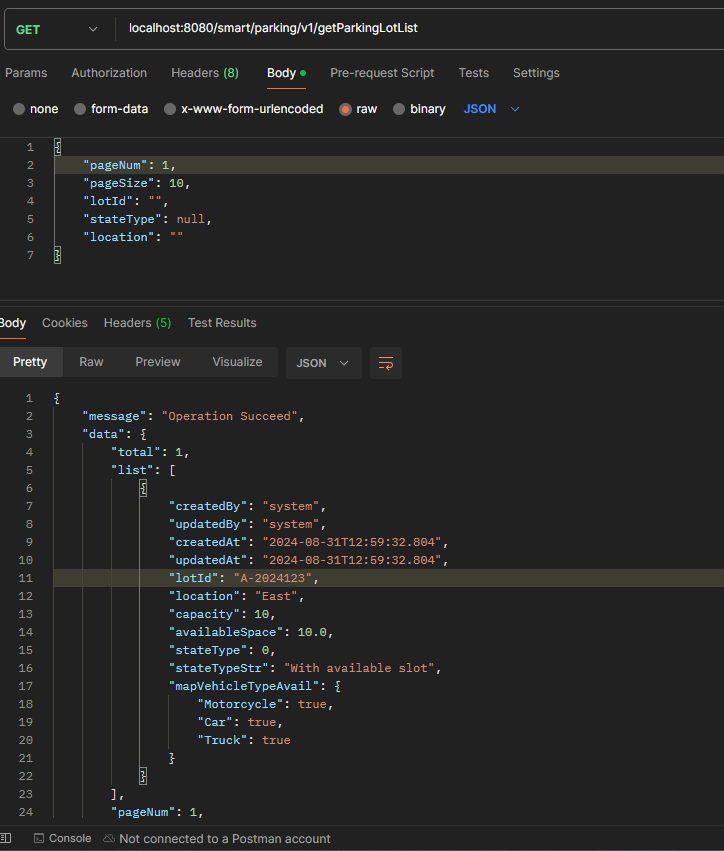 GET localhost:8080/smart/parking/v1/getParkingLotList
Params Authorization Headers (8) Body Pre-request Script Tests Settings
none form-data x-www-form-urlencoded raw binary JSON
1 {
2 "pageNum": 1,
3 "pageSize": 10,
4 "lotId": "",
5 "stateType": null,
6 "location": ""
7 }
Body Cookies Headers (5) Test Results
Pretty Raw Preview Visualize JSON
1 {
2 "message": "Operation Succeed",
3 "data": {
4 "total": 1,
5 "list": [
6 {
7 "createdBy": "system",
8 "updatedBy": "system",
9 "createdAt": "2024-08-31T12:59:32.804",
10 "updatedAt": "2024-08-31T12:59:32.804",
11 "lotId": "A-2024123",
12 "location": "East",
13 "capacity": 10,
14 "availableSpace": 10.0,
15 "stateType": 0,
16 "stateTypeStr": "With available slot",
17 "mapVehicleTypeAvail": {
18 "Motorcycle": true,
19 "Car": true,
20 "Truck": true
21 }
22 }
23 ],
24 "pageNum": 1,
Console Not connected to a Postman account